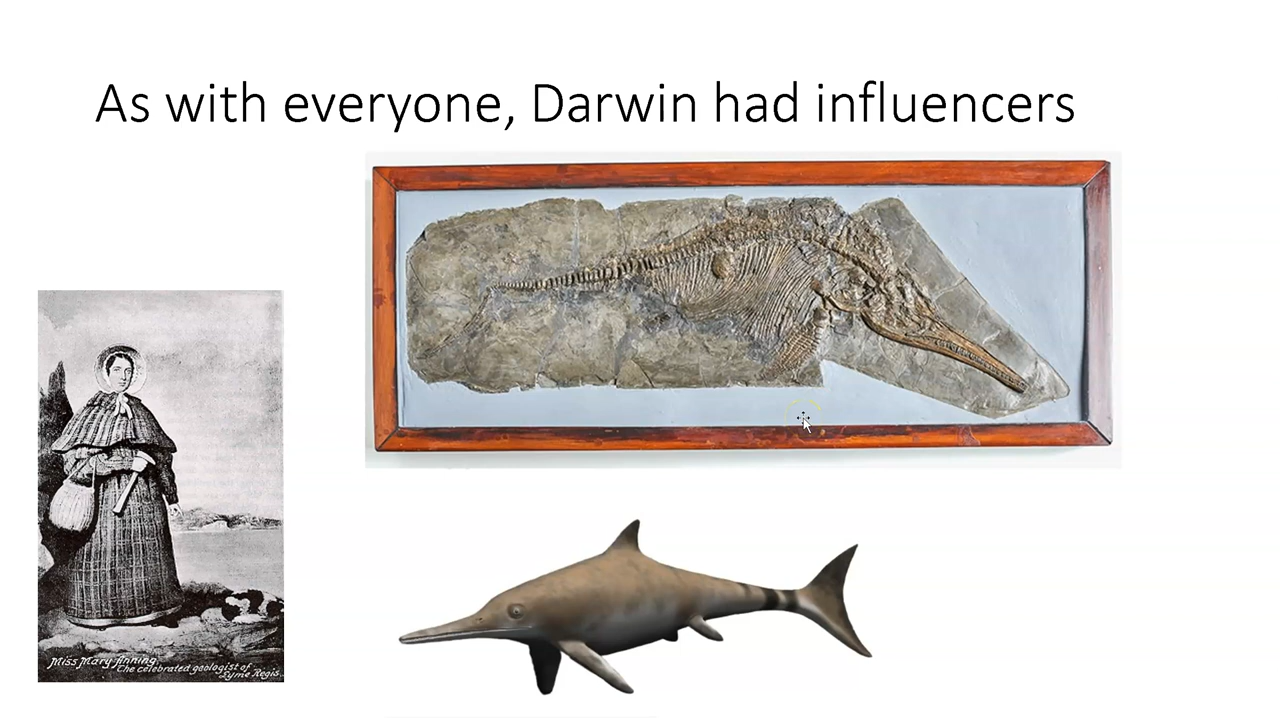 As with everyone, Darwin had influencers
Miss Mary Anning
The celebrated geologist of
Lyme Regis.